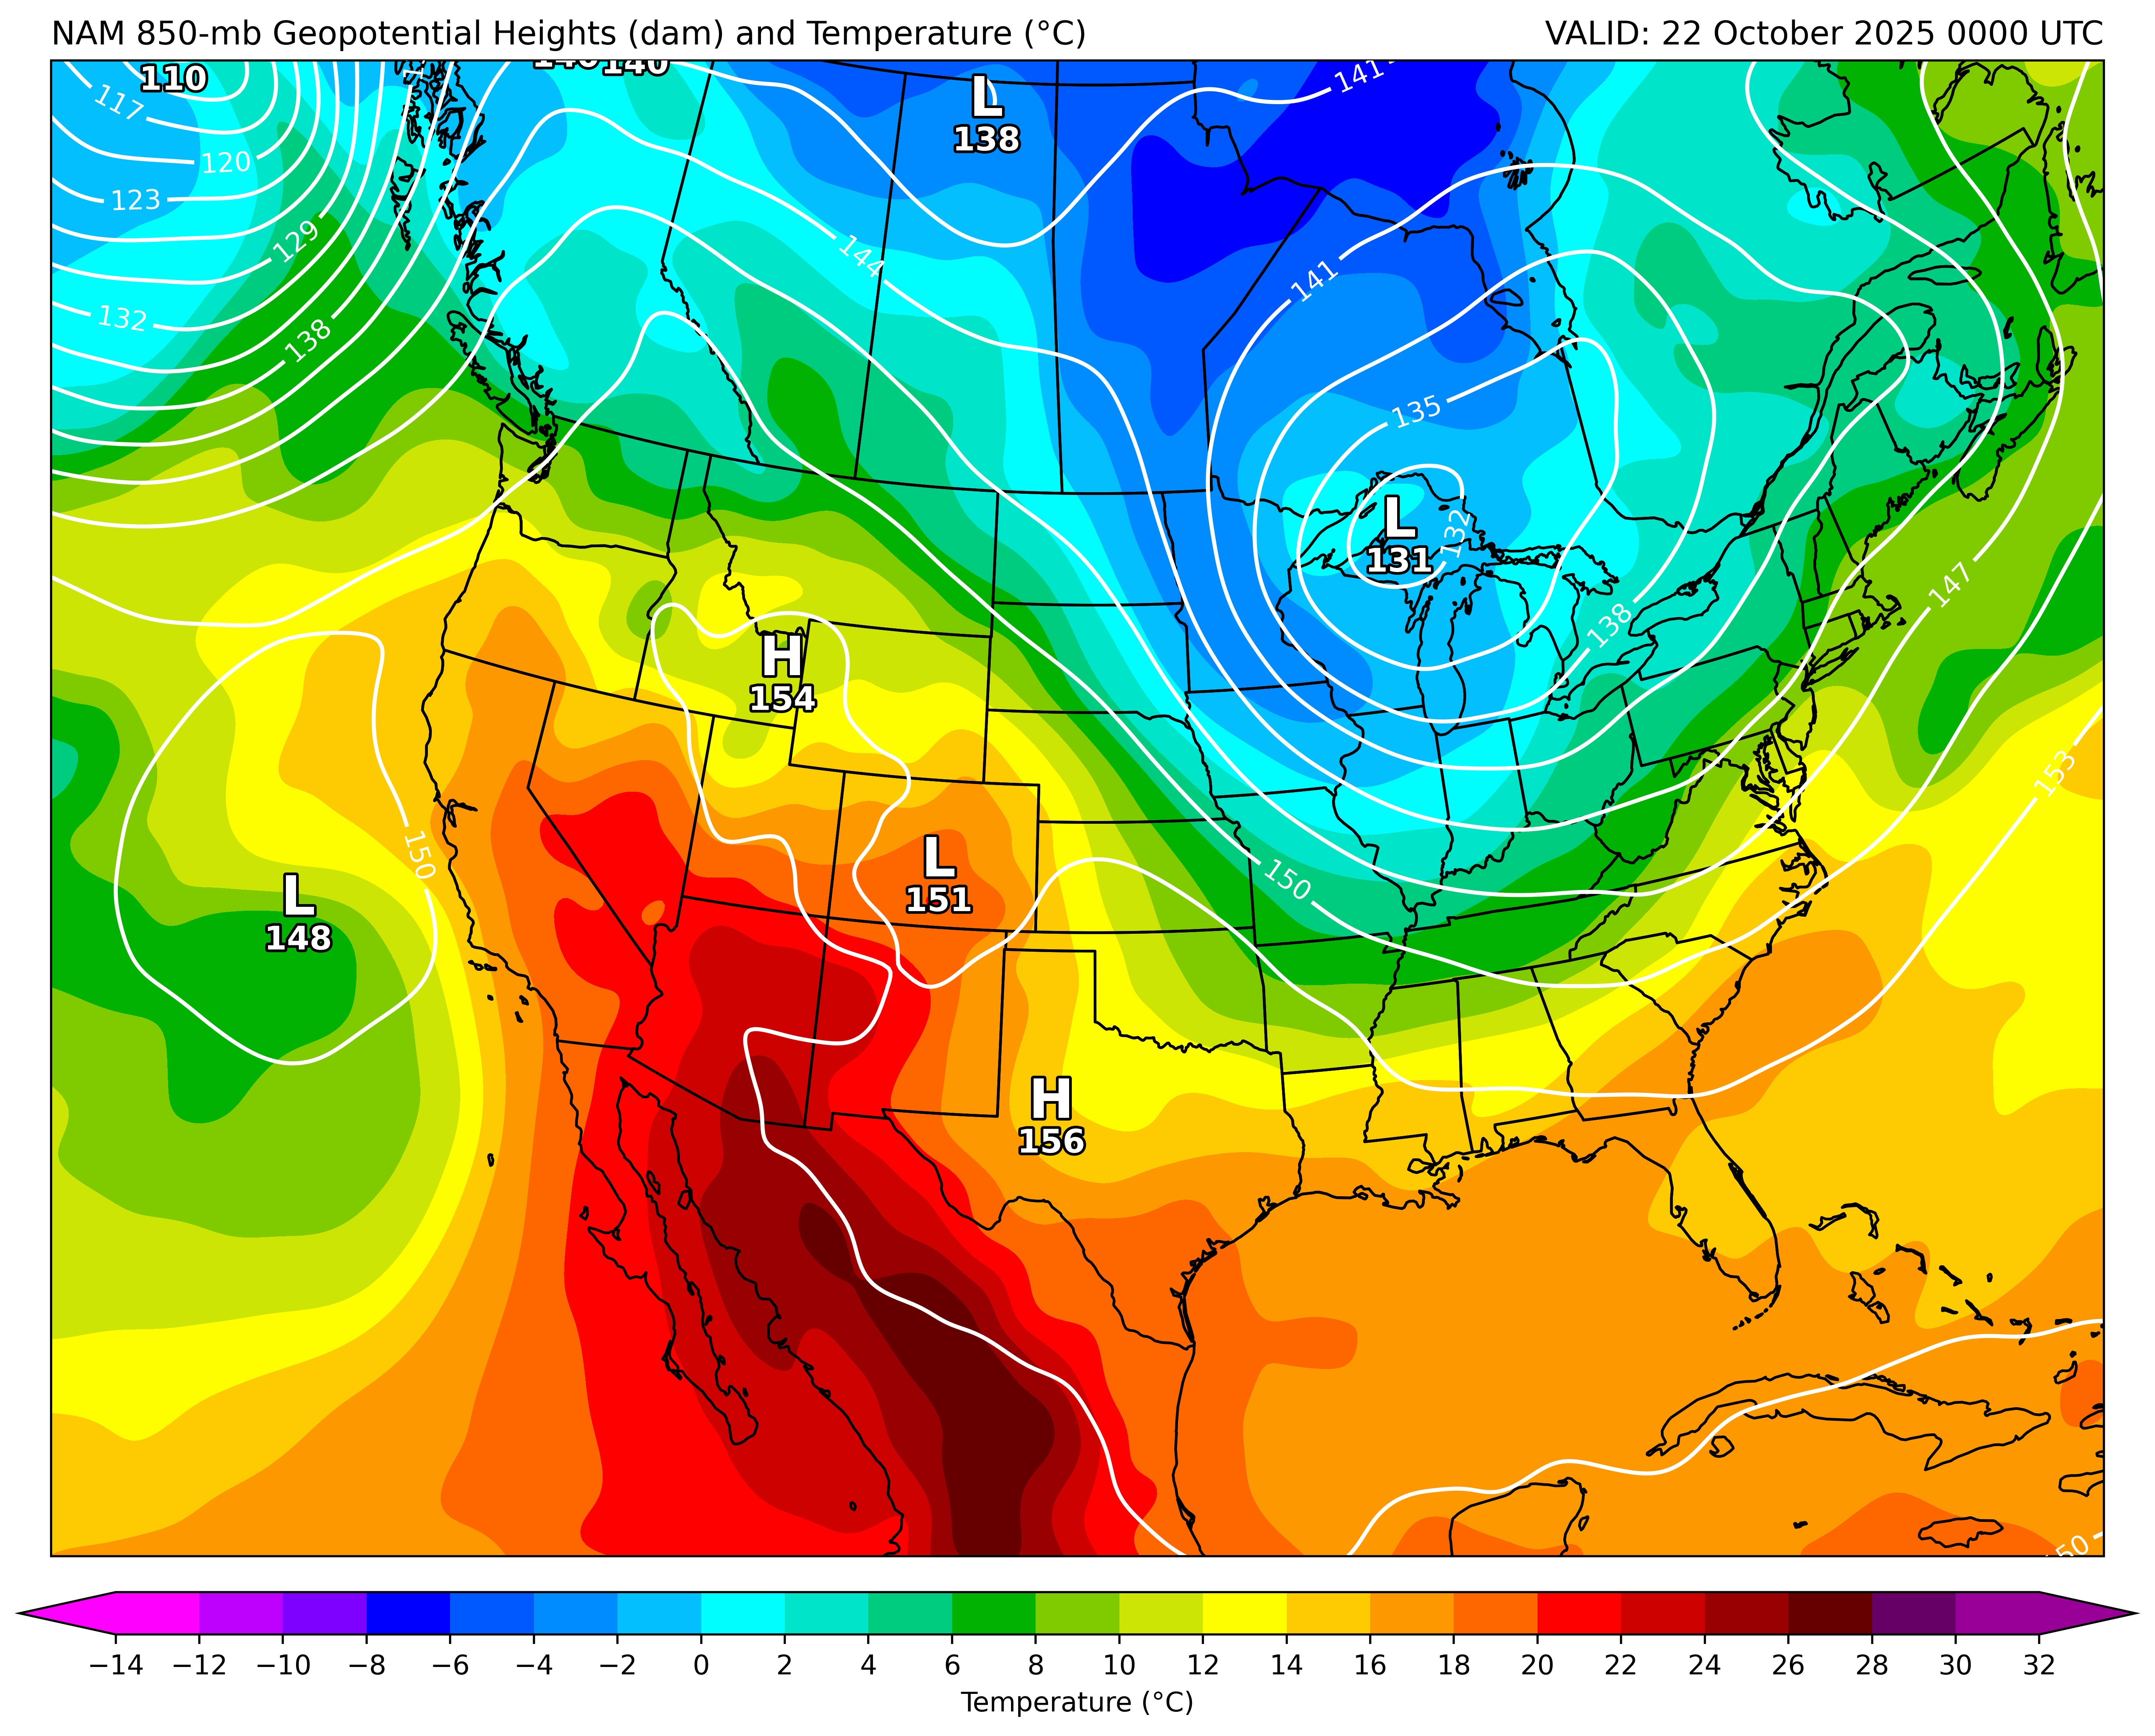 NAM 850-mb Geopotential Heights (dam) and Temperature (°C) VALID: 22 October 2025 0000 UTC
110
140 140
141
117
L
138
120
123
129
144
141
132
138
135
L
131
132
147
138
H
154
153
150
L
151
150
L
148
H
156
50
−14 −12 −10 −8 −6 −4 −2 0 2 4 6 8 10 12 14 16 18 20 22 24 26 28 30 32
Temperature (°C)